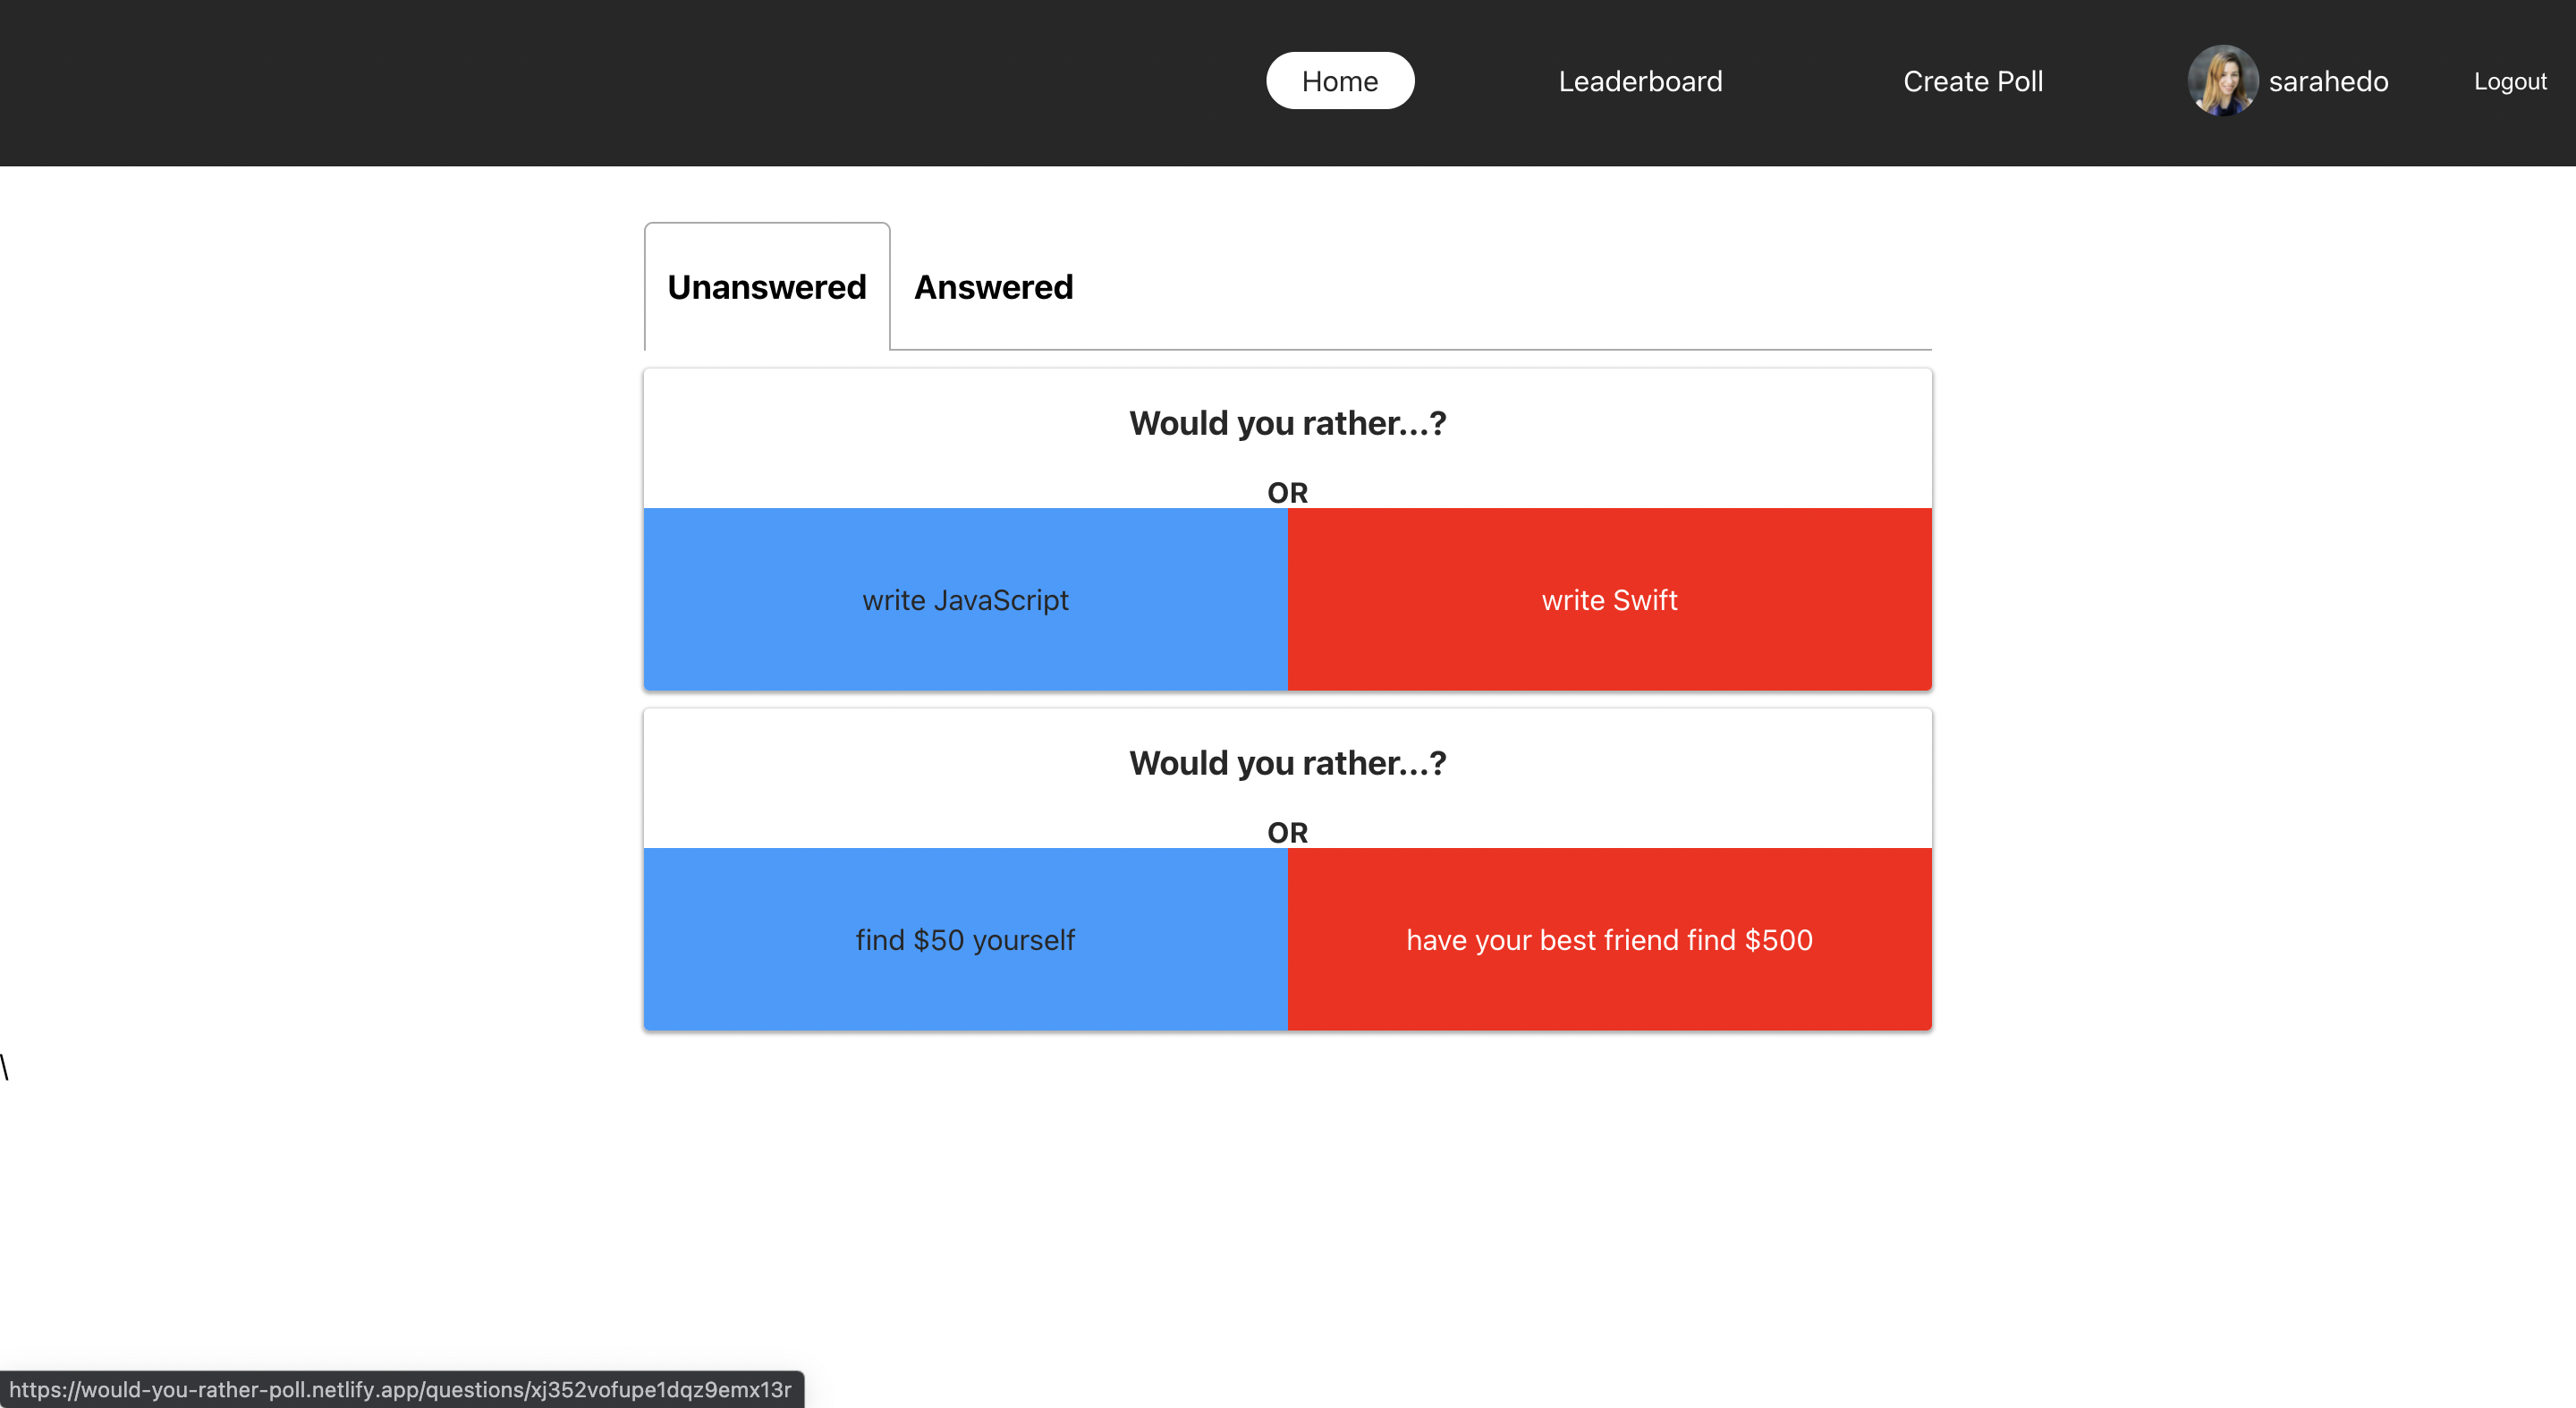 Home Leaderboard Create Poll sarahedo Logout
Unanswered Answered
Would you rather...?
OR
write JavaScript write Swift
Would you rather...?
OR
find $50 yourself have your best friend find $500
\
https://would-you-rather-poll.netlify.app/questions/xj352vofupe1dqz9emx13r